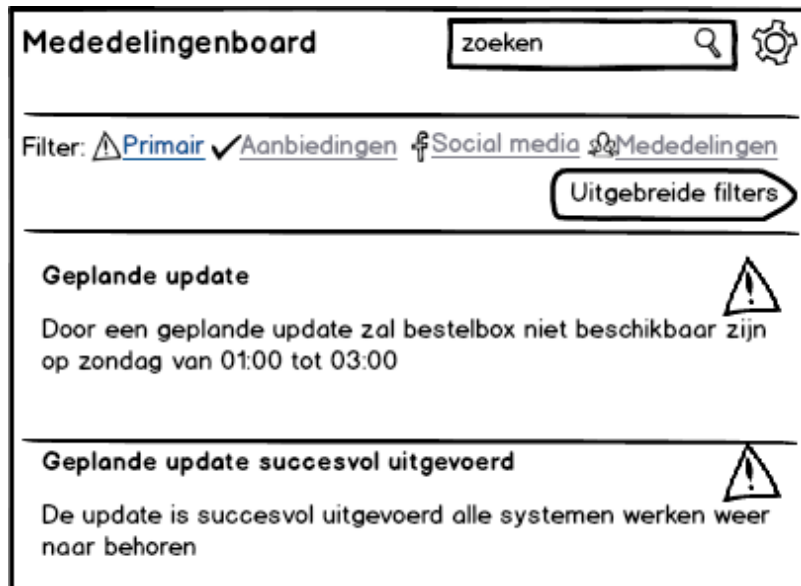 Mededelingenboard
zoeken
Filter: Primair Aanbiedingen Social media Mededelingen
Uitgebreide filters
Geplande update
Door een geplande update zal bestelbox niet beschikbaar zijn
op zondag van 01:00 tot 03:00
Geplande update succesvol uitgevoerd
De update is succesvol uitgevoerd alle systemen werken weer
naar behoren